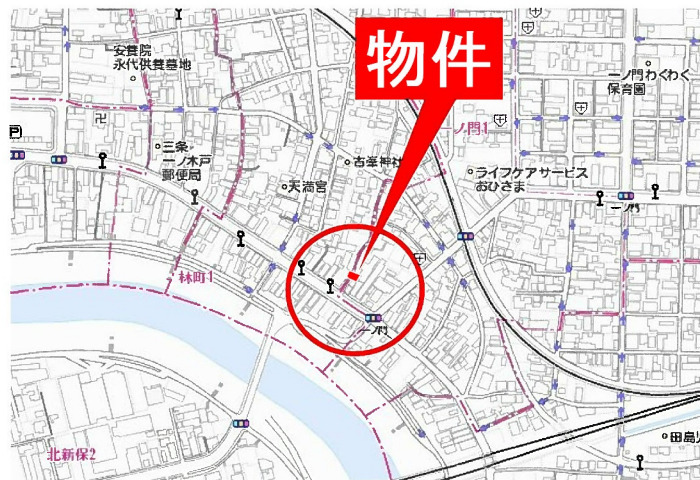 物件
安養院
永代供養墓地
一ノ門わくわく
保育園
卍
P
ノ門1
三条
一ノ木戸
郵便局
古峯神社
ライフケアサービス
おひさま
天満宮
一ノ門
林町1
一ノ門
田島
北新保2